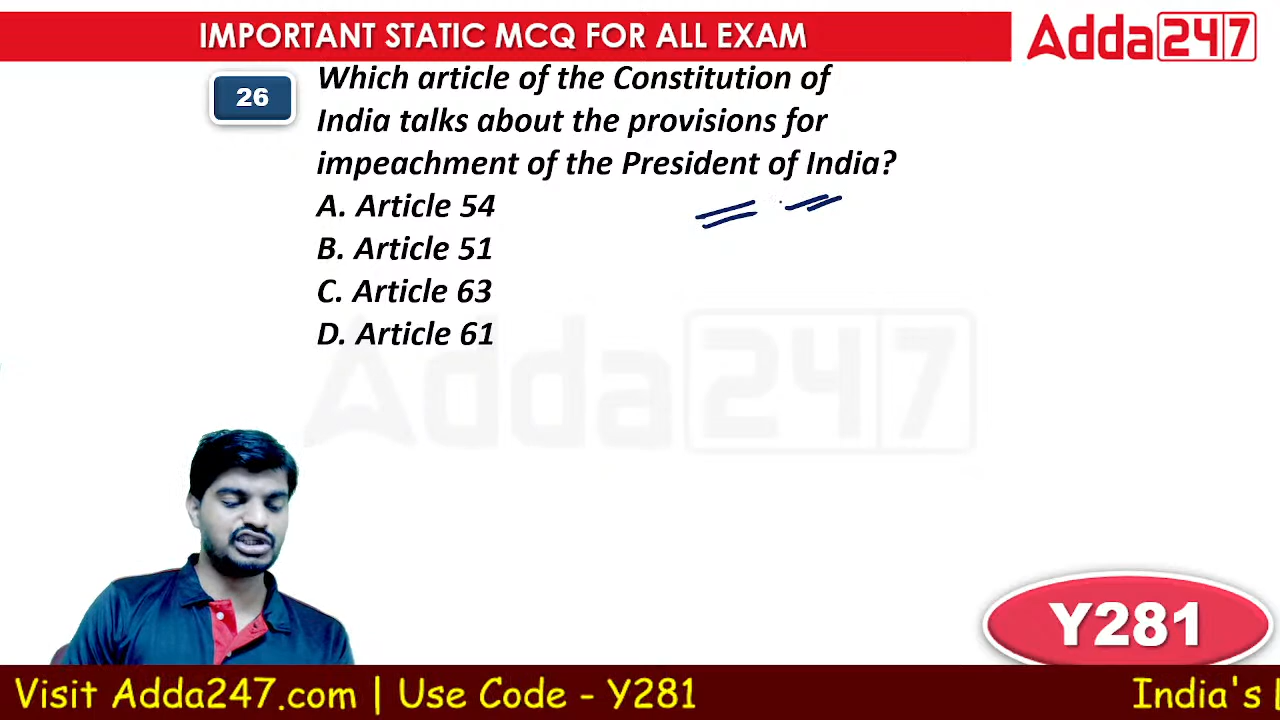 IMPORTANT STATIC MCQ FOR ALL EXAM
Adda247
26
Which article of the Constitution of
India talks about the provisions for
impeachment of the President of India?
A. Article 54
B. Article 51
C. Article 63
D. Article 61
Adda247
Y281
Visit Adda247.com | Use Code - Y281
India's |